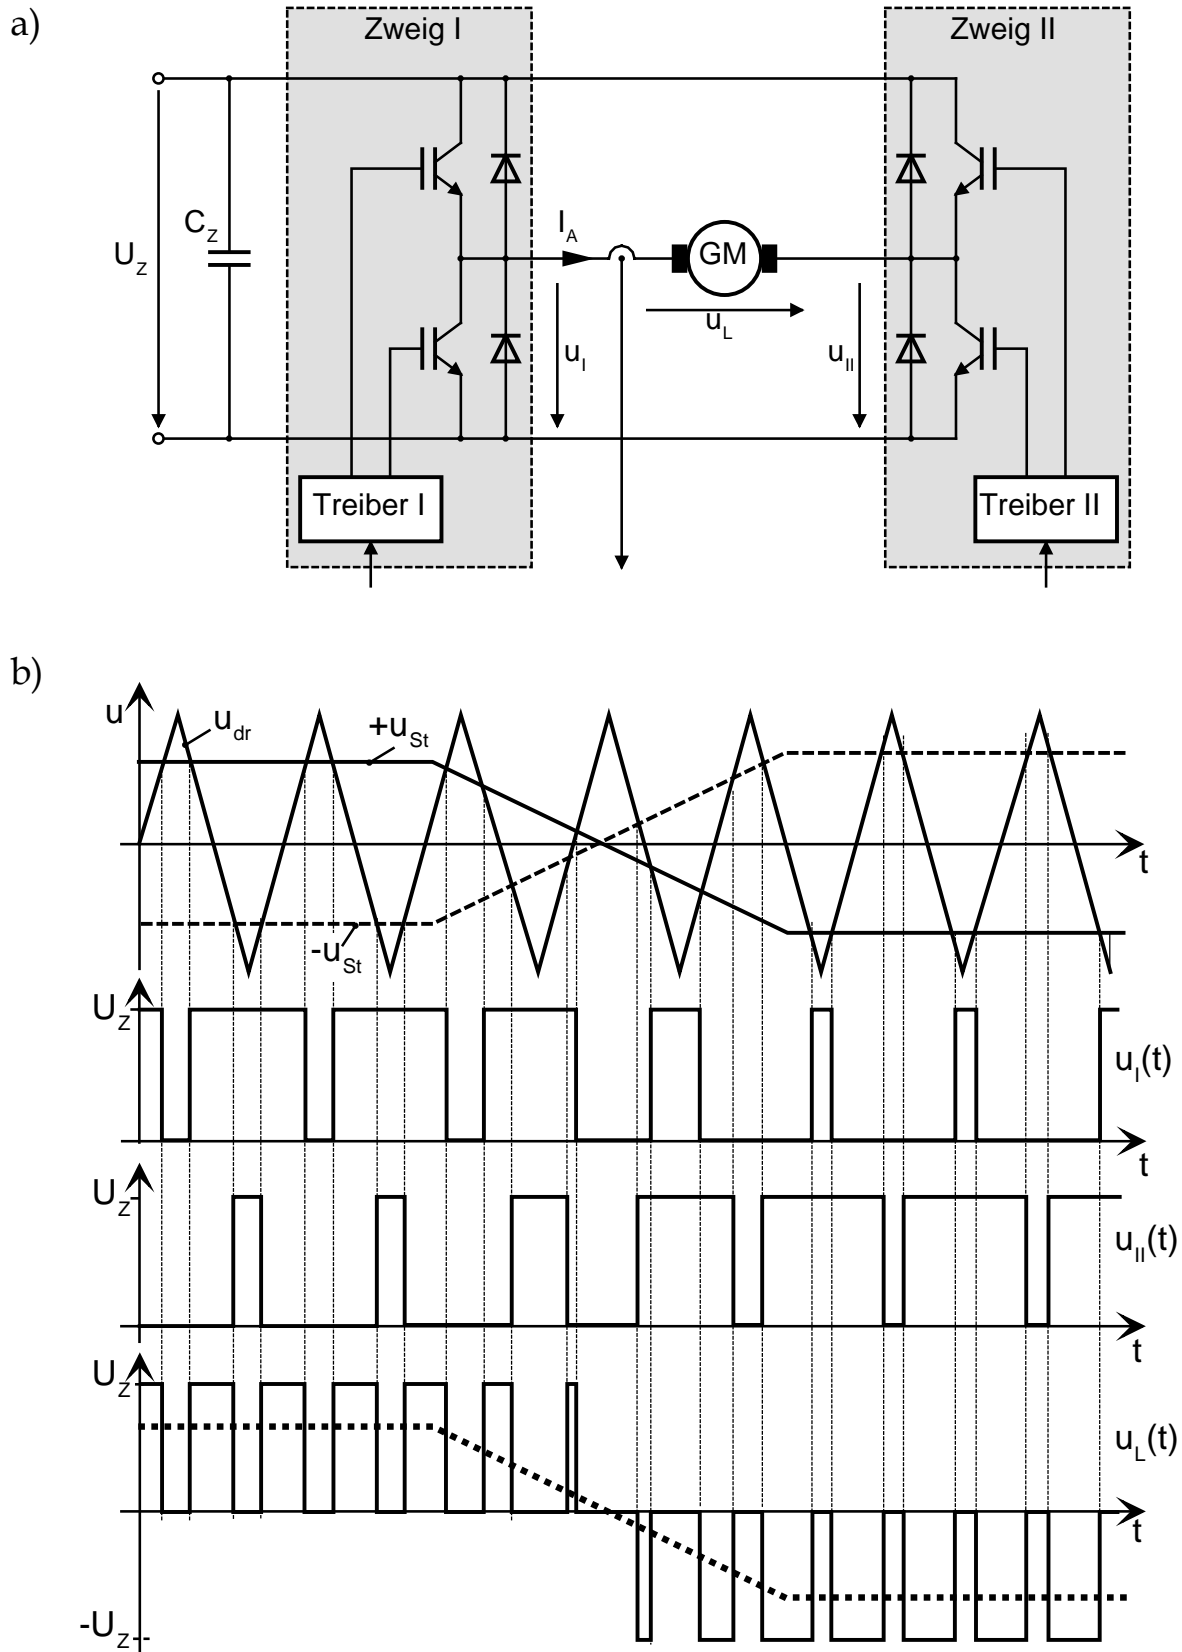 a)
Zweig I
Zweig II
C_Z
U_Z
I_A
GM
u_L
u_I
u_II
Treiber I
Treiber II
b)
u
u_dr
+u_St
-u_St
t
U_Z
u_I(t)
t
U_Z
u_II(t)
t
U_Z
u_L(t)
t
-U_Z